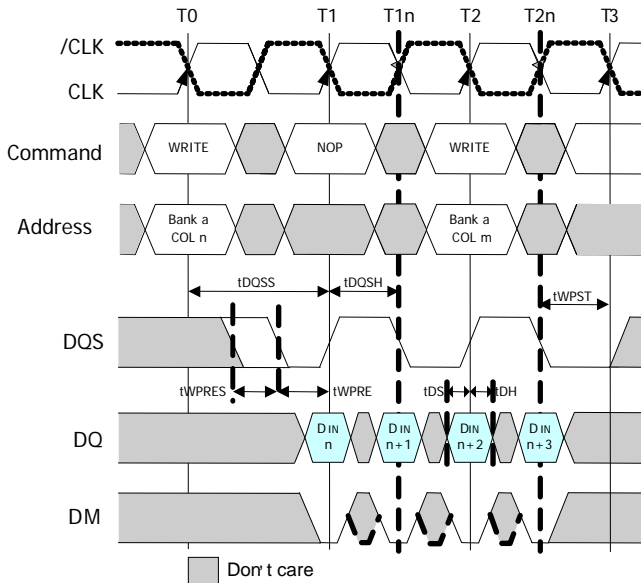 T0 T1 T1n T2 T2n T3
/CLK
CLK
Command WRITE NOP WRITE
Address Bank a COL n Bank a COL m
tDQSS tDQSH tWPST
DQS
tWPRES tWPRE tDS tDH
DQ DIN n DIN n+1 DIN n+2 DIN n+3
DM
Don't care